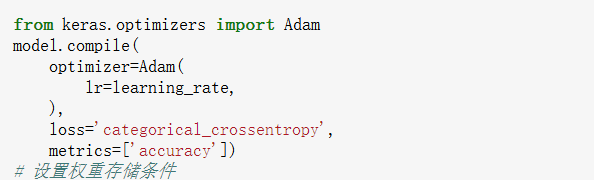 from keras.optimizers import Adam
model.compile(
    optimizer=Adam(
        lr=learning_rate,
    ),
    loss='categorical_crossentropy',
    metrics=['accuracy'])
# 设置权重存储条件